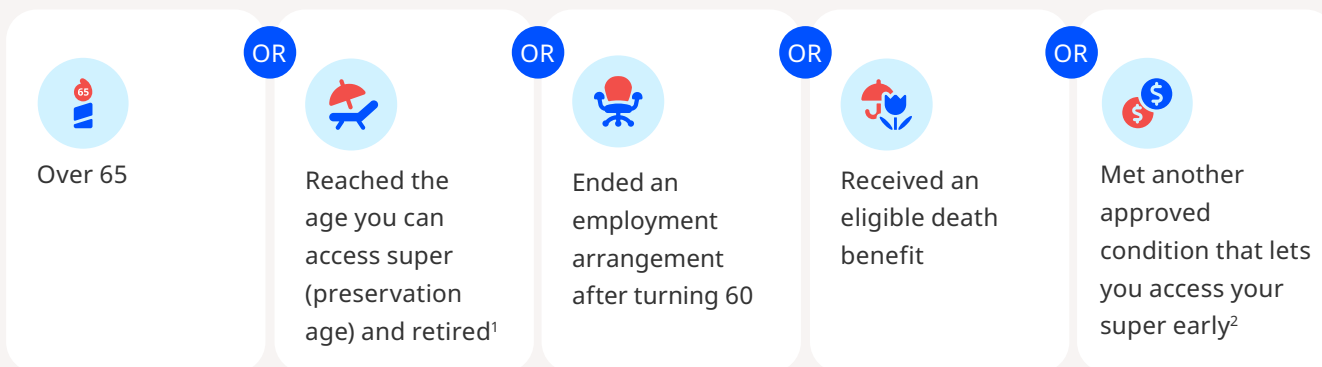 OR
OR
OR
OR
65
Over 65
Reached the
age you can
access super
(preservation
age) and retired¹
Ended an
employment
arrangement
after turning 60
Received an
eligible death
benefit
$
$
Met another
approved
condition that lets
you access your
super early²